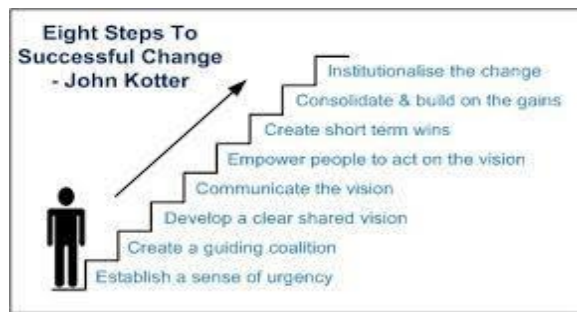 Eight Steps To
Successful Change
- John Kotter
Institutionalise the change
Consolidate & build on the gains
Create short term wins
Empower people to act on the vision
Communicate the vision
Develop a clear shared vision
Create a guiding coalition
Establish a sense of urgency